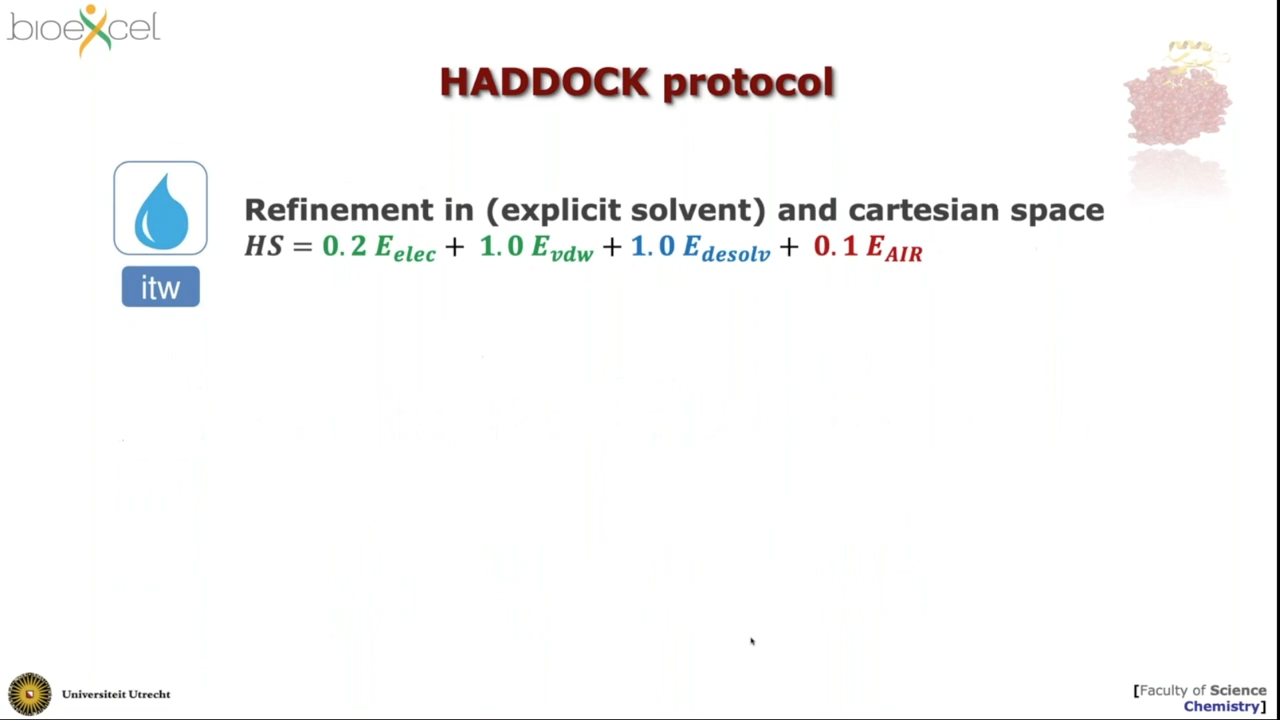 bioexcel
HADDOCK protocol
Refinement in (explicit solvent) and cartesian space
HS = 0.2 E_elec + 1.0 E_vdw + 1.0 E_desolv + 0.1 E_AIR
itw
Universiteit Utrecht
[Faculty of Science
Chemistry]